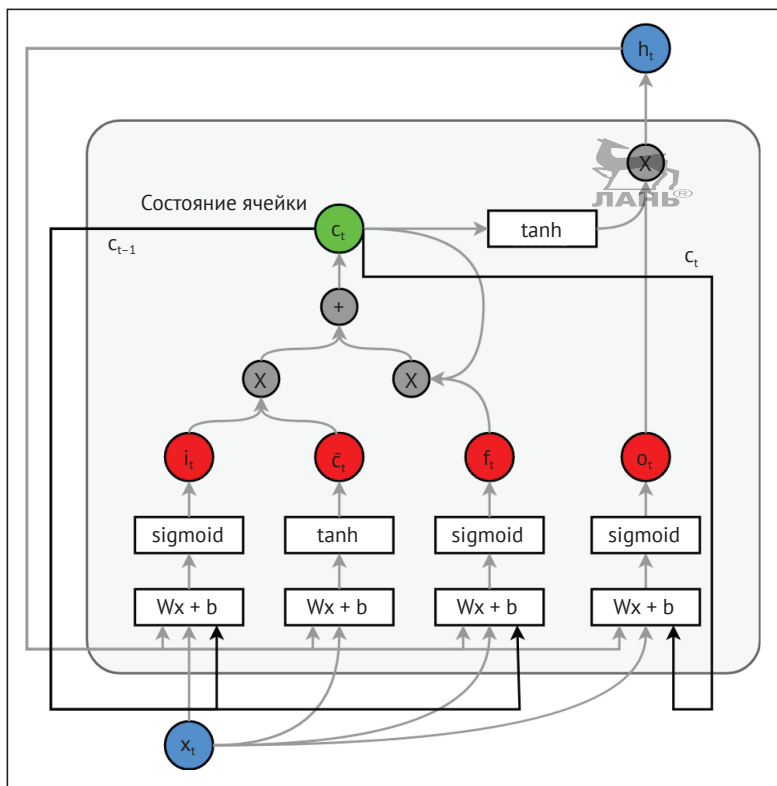 hₜ
X
ЛАНЬ®
Состояние ячейки
cₜ
tanh
cₜ₋₁
cₜ
+
X
X
iₜ
c̃ₜ
fₜ
oₜ
sigmoid
tanh
sigmoid
sigmoid
Wx + b
Wx + b
Wx + b
Wx + b
xₜ